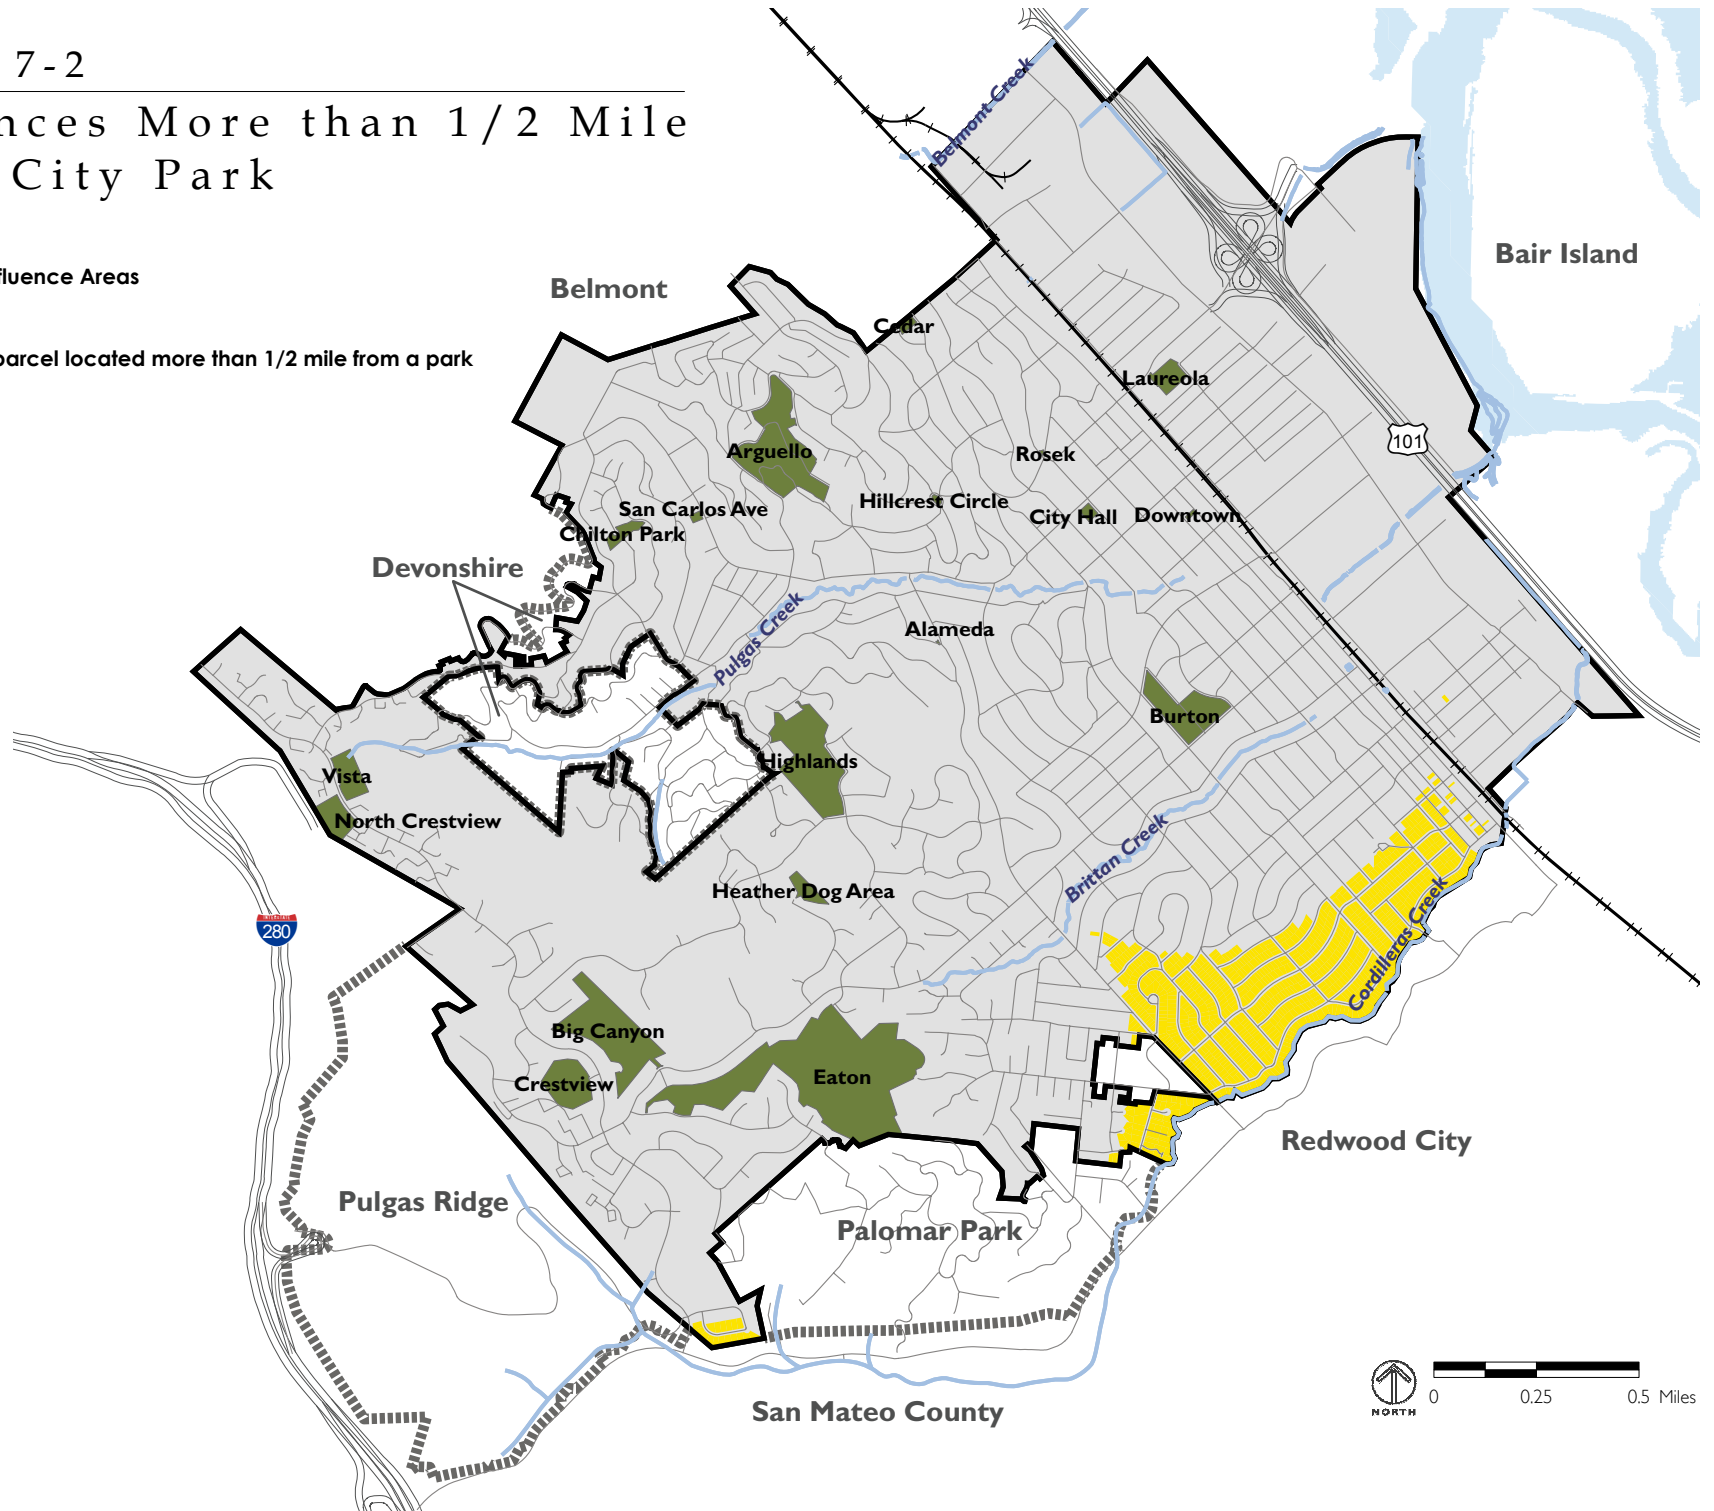 7-2
nces More than 1/2 Mile
City Park
fluence Areas
parcel located more than 1/2 mile from a park
Belmont Creek
Bair Island
Belmont
Cedar
Laureola
101
Arguello
Rosek
San Carlos Ave
Hillcrest Circle
City Hall
Downtown
Chilton Park
Devonshire
Pulgas Creek
Alameda
Burton
Highlands
Vista
North Crestview
Brittan Creek
Heather Dog Area
INTERSTATE
280
Cordilleras Creek
Big Canyon
Crestview
Eaton
Redwood City
Pulgas Ridge
Palomar Park
San Mateo County
NORTH
0 0.25 0.5 Miles